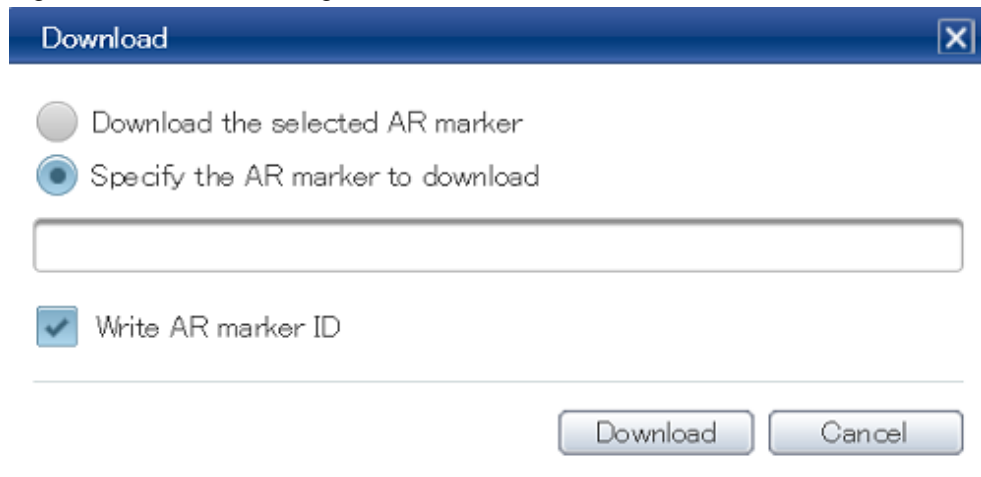 Download
Download the selected AR marker
Specify the AR marker to download
Write AR marker ID
Download Cancel